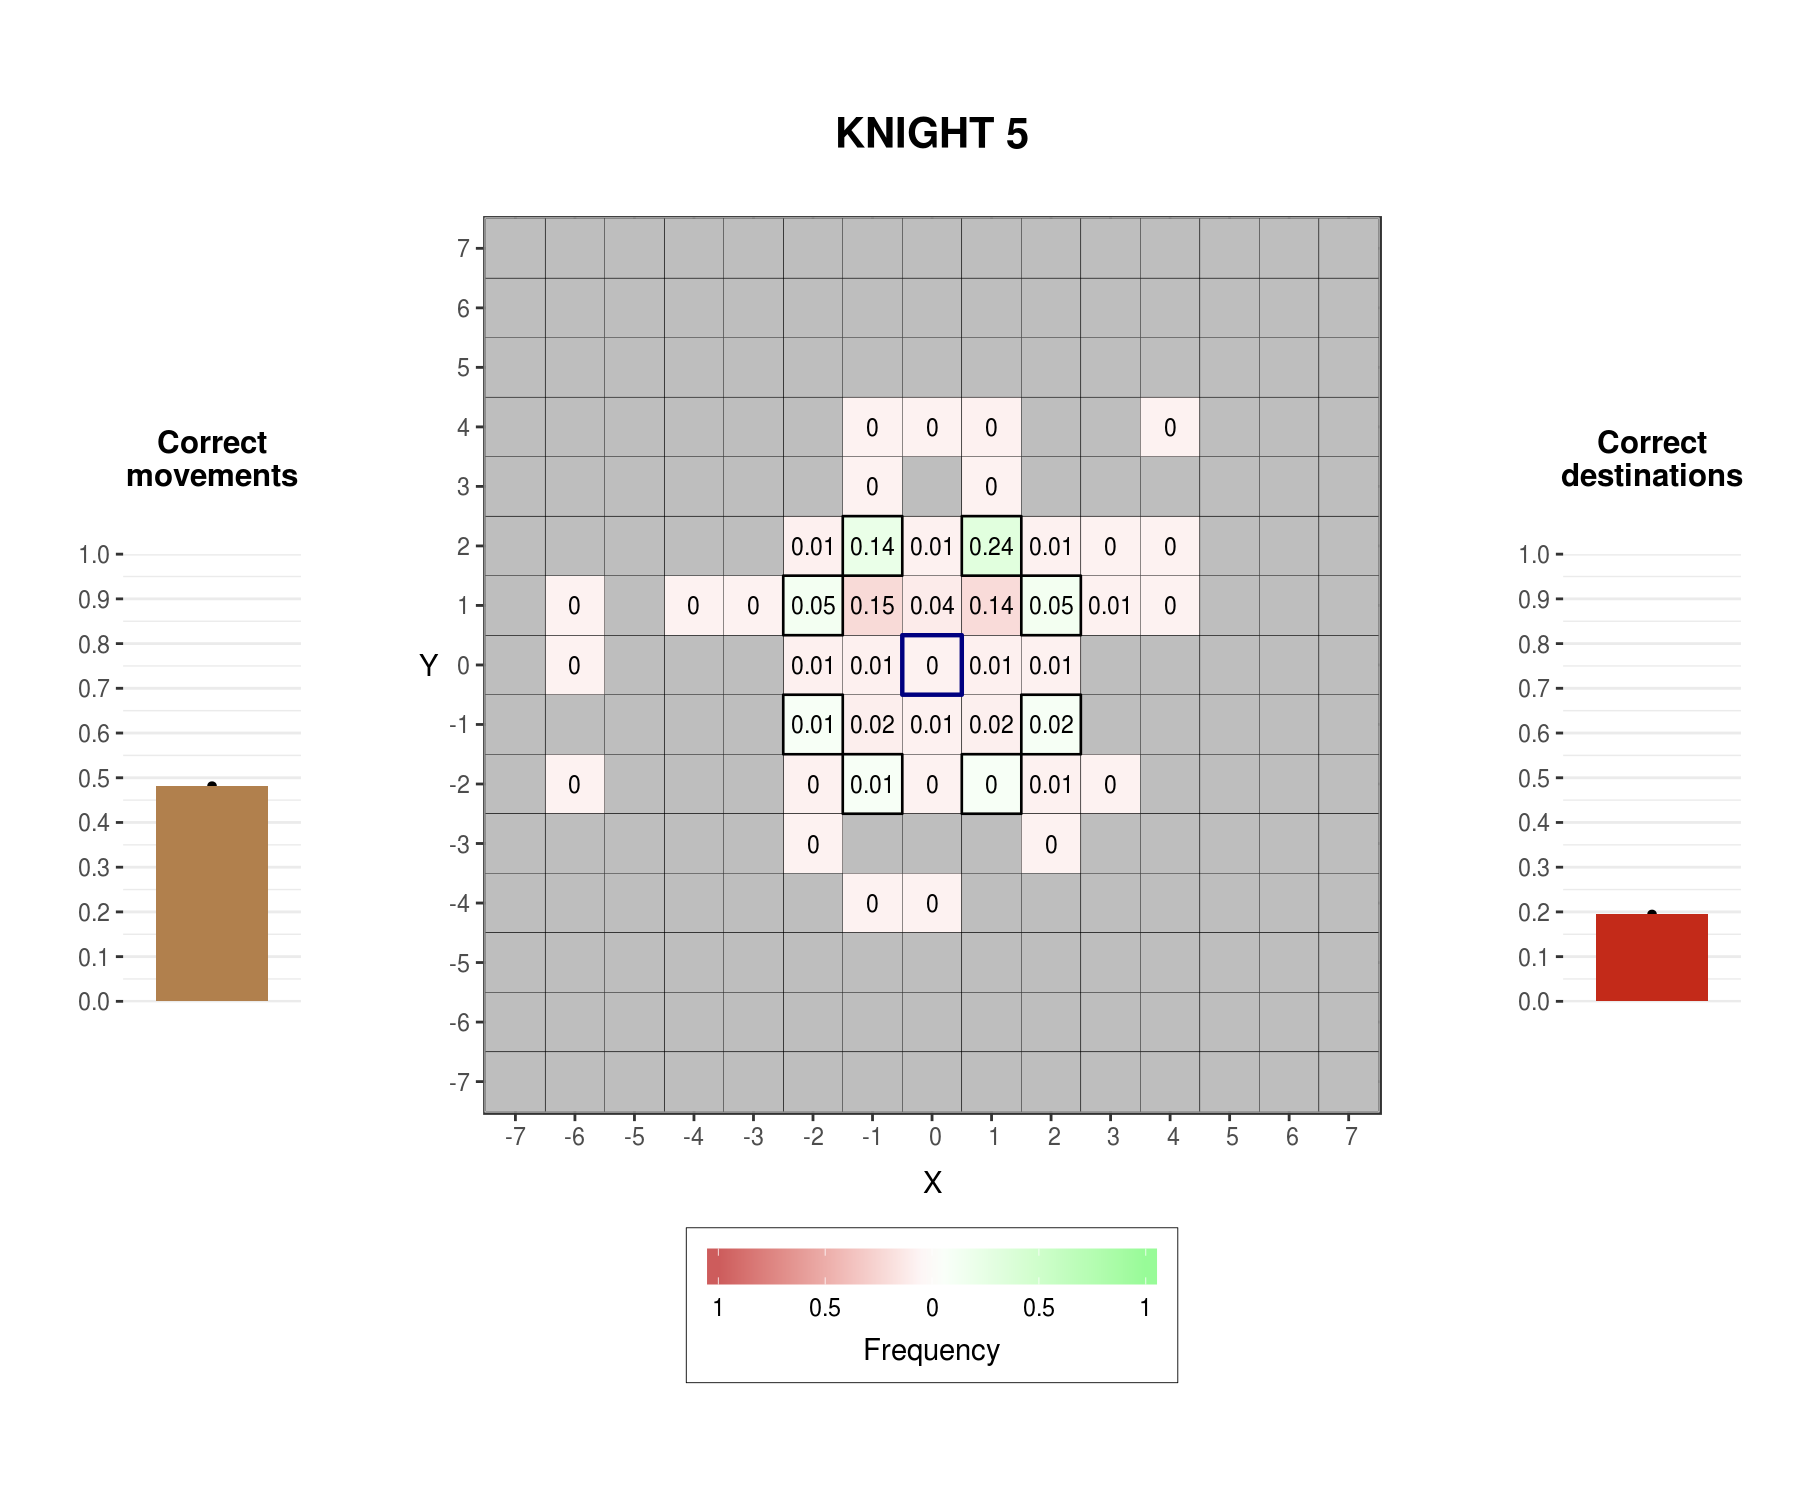 KNIGHT 5
Correct
movements
1.0
0.9
0.8
0.7
0.6
0.5
0.4
0.3
0.2
0.1
0.0
Y
7
6
5
4 0 0 0 0
3 0 0
2 0.01 0.14 0.01 0.24 0.01 0 0
1 0 0 0 0.05 0.15 0.04 0.14 0.05 0.01 0
0 0 0.01 0.01 0 0.01 0.01
-1 0.01 0.02 0.01 0.02 0.02
-2 0 0 0.01 0 0 0.01 0
-3 0 0
-4 0 0
-5
-6
-7
-7 -6 -5 -4 -3 -2 -1 0 1 2 3 4 5 6 7
X
1 0.5 0 0.5 1
Frequency
Correct
destinations
1.0
0.9
0.8
0.7
0.6
0.5
0.4
0.3
0.2
0.1
0.0